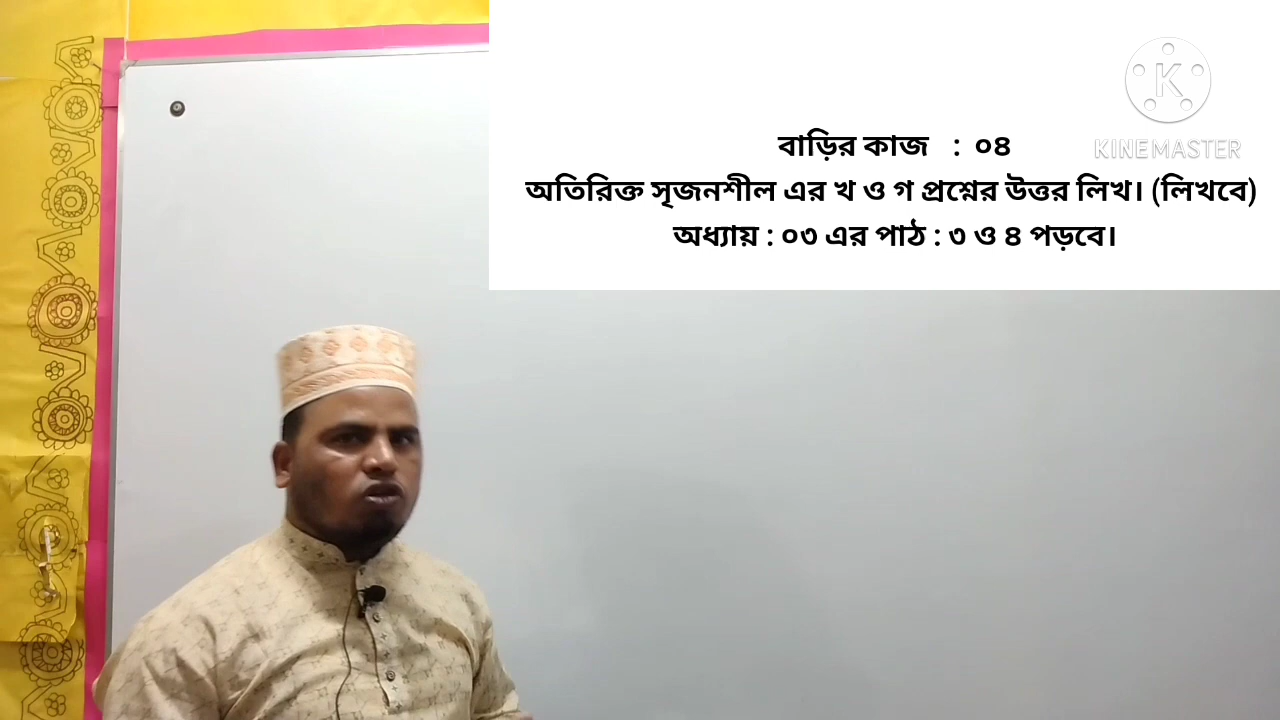 বাড়ির কাজ : ০৪
অতিরিক্ত সৃজনশীল এর খ ও গ প্রশ্নের উত্তর লিখ। (লিখবে)
অধ্যায় : ০৩ এর পাঠ : ৩ ও ৪ পড়বে।
K
KINEMASTER